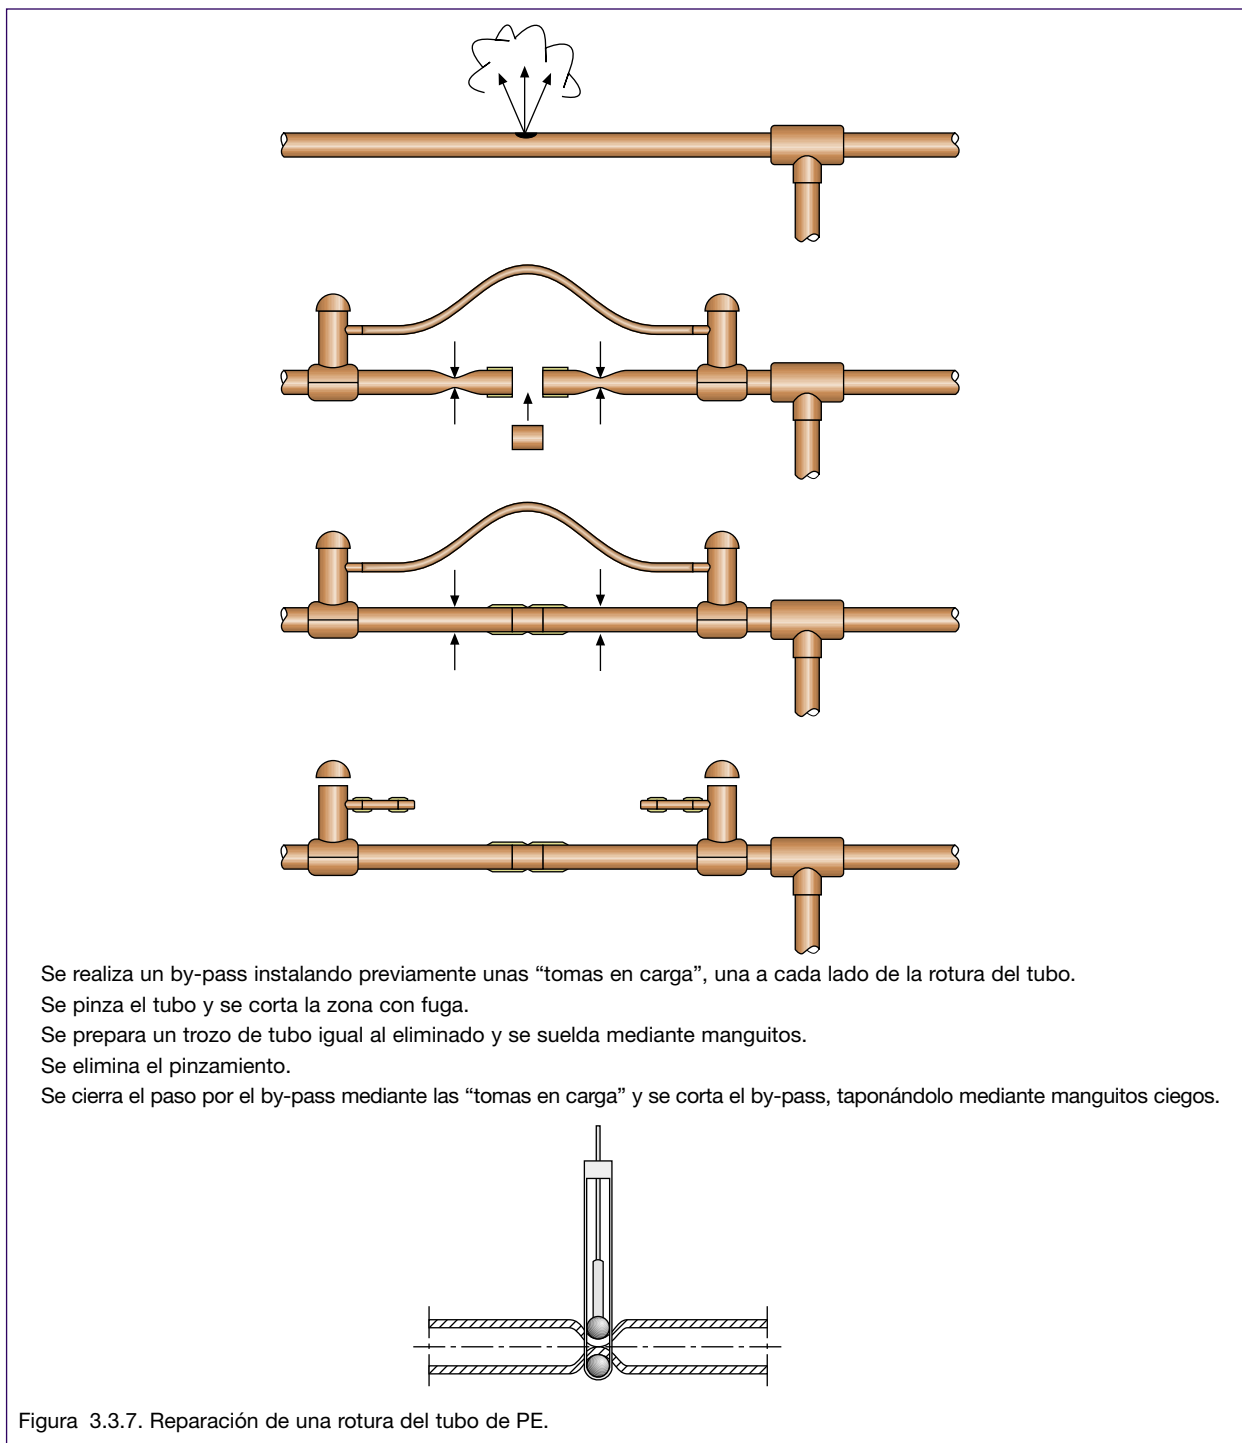 Se realiza un by-pass instalando previamente unas “tomas en carga”, una a cada lado de la rotura del tubo.
Se pinza el tubo y se corta la zona con fuga.
Se prepara un trozo de tubo igual al eliminado y se suelda mediante manguitos.
Se elimina el pinzamiento.
Se cierra el paso por el by-pass mediante las “tomas en carga” y se corta el by-pass, taponándolo mediante manguitos ciegos.
Figura 3.3.7. Reparación de una rotura del tubo de PE.